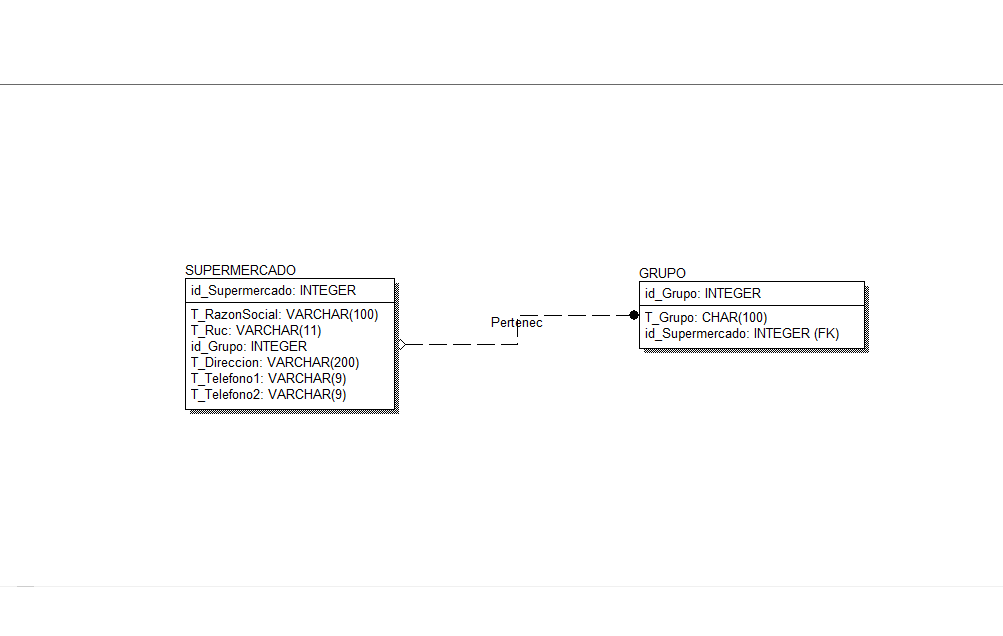 SUPERMERCADO
id_Supermercado: INTEGER
T_RazonSocial: VARCHAR(100)
T_Ruc: VARCHAR(11)
id_Grupo: INTEGER
T_Direccion: VARCHAR(200)
T_Telefono1: VARCHAR(9)
T_Telefono2: VARCHAR(9)
Pertenec
GRUPO
id_Grupo: INTEGER
T_Grupo: CHAR(100)
id_Supermercado: INTEGER (FK)